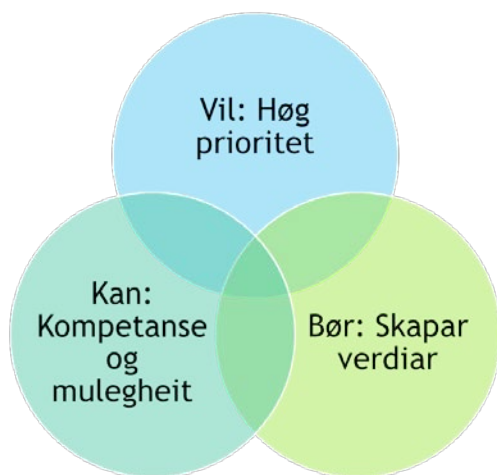 Vil: Høg
prioritet
Kan:
Kompetanse
og
mulegheit
Bør: Skapar
verdiar